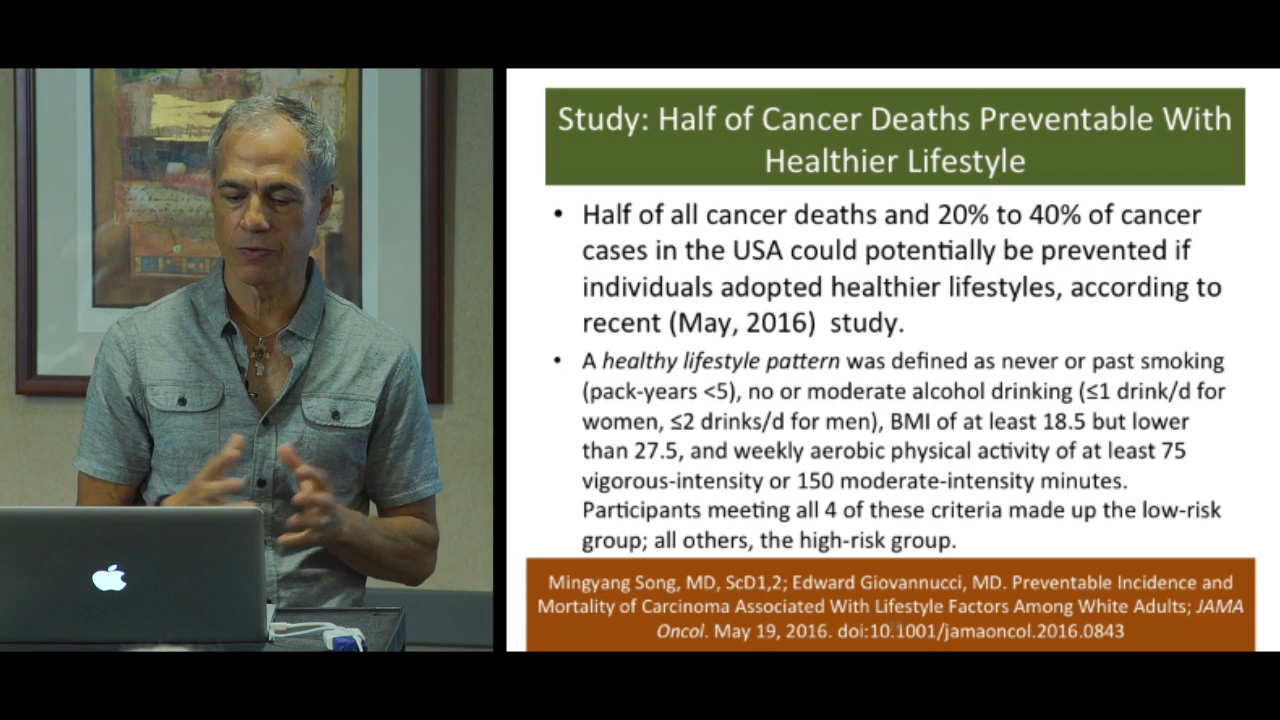 Study: Half of Cancer Deaths Preventable With
Healthier Lifestyle
• Half of all cancer deaths and 20% to 40% of cancer
cases in the USA could potentially be prevented if
individuals adopted healthier lifestyles, according to
recent (May, 2016) study.
• A healthy lifestyle pattern was defined as never or past smoking
(pack-years <5), no or moderate alcohol drinking (≤1 drink/d for
women, ≤2 drinks/d for men), BMI of at least 18.5 but lower
than 27.5, and weekly aerobic physical activity of at least 75
vigorous-intensity or 150 moderate-intensity minutes.
Participants meeting all 4 of these criteria made up the low-risk
group; all others, the high-risk group.
Mingyang Song, MD, ScD1,2; Edward Giovannucci, MD. Preventable Incidence and
Mortality of Carcinoma Associated With Lifestyle Factors Among White Adults; JAMA
Oncol. May 19, 2016. doi:10.1001/jamaoncol.2016.0843